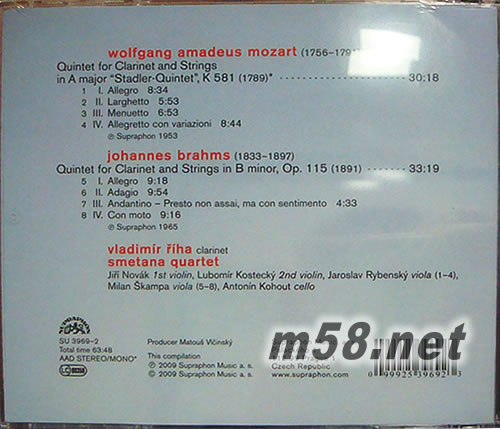 wolfgang amadeus mozart (1756–179
Quintet for Clarinet and Strings
in A major "Stadler-Quintet", K 581 (1789)* 30:18
1 I. Allegro 8:34
2 II. Larghetto 6:53
3 III. Menuetto 6:53
4 IV. Allegretto con variazioni 8:44
℗ Supraphon 1953
johannes brahms (1833–1897)
Quintet for Clarinet and Strings in B minor, Op. 115 (1891) 33:19
5 I. Allegro 9:18
6 II. Adagio 9:54
7 III. Andantino – Presto non assai, ma con sentimento 4:33
8 IV. Con moto 9:16
℗ Supraphon 1965
vladimír říha clarinet
smetana quartet
Jiří Novák 1st violin, Lubomír Kostecký 2nd violin, Jaroslav Rybenský viola (1–4),
Milan Škampa viola (5–8), Antonín Kohout cello
SUPRAPHON
SU 3969–2
Total time 63:48
AAD STEREO/MONO*
Producer Matouš Vlčinský
This compilation
℗ 2009 Supraphon Music a. s.
© 2009 Supraphon Music a. s.
Czech Republic
www.supraphon.com
m58.net
0 99925 39692 3